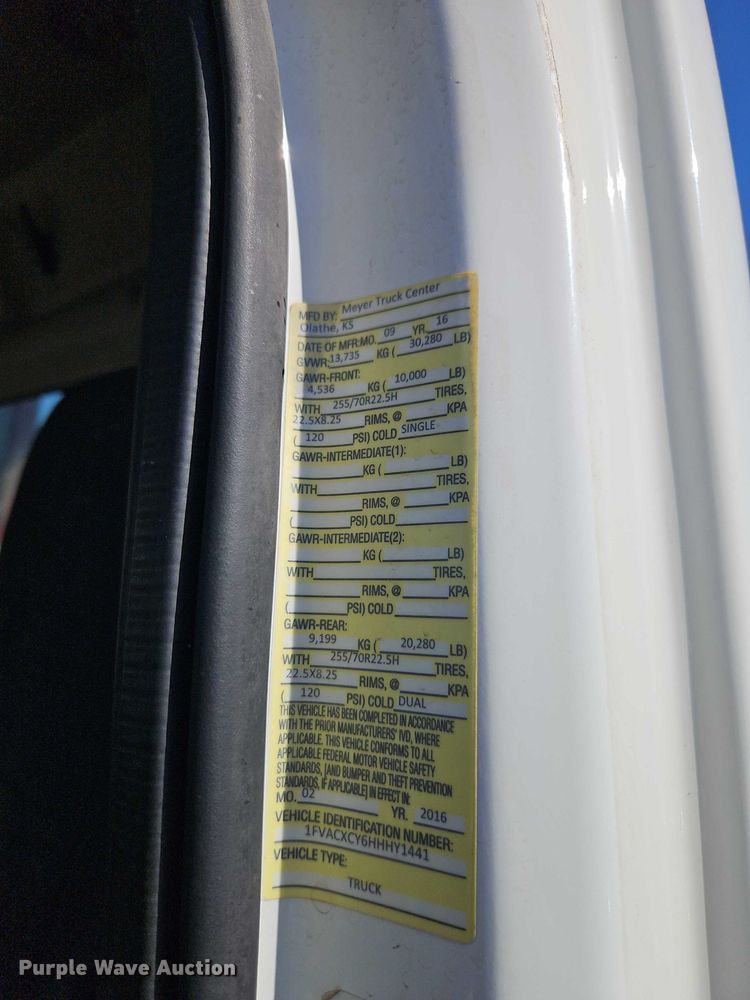 MFD BY: Meyer Truck Center
Olathe, KS
DATE OF MFR:MO. 09 YR. 16
GVWR 13,735 KG ( 30,280 LB)
GAWR-FRONT:
4,536 KG ( 10,000 LB)
WITH 255/70R22.5H TIRES,
22.5X8.25 RIMS, @ KPA
( 120 PSI) COLD SINGLE
GAWR-INTERMEDIATE(1):
KG ( LB)
WITH TIRES,
RIMS, @ KPA
( PSI) COLD
GAWR-INTERMEDIATE(2):
KG ( LB)
WITH TIRES,
RIMS, @ KPA
( PSI) COLD
GAWR-REAR:
9,199 KG ( 20,280 LB)
WITH 255/70R22.5H TIRES,
22.5X8.25 RIMS, @ KPA
( 120 PSI) COLD DUAL
THIS VEHICLE HAS BEEN COMPLETED IN ACCORDANCE
WITH THE PRIOR MANUFACTURERS' IVD, WHERE
APPLICABLE. THIS VEHICLE CONFORMS TO ALL
APPLICABLE FEDERAL MOTOR VEHICLE SAFETY
STANDARDS, [AND BUMPER AND THEFT PREVENTION
STANDARDS, IF APPLICABLE] IN EFFECT IN:
MO. 02 YR. 2016
VEHICLE IDENTIFICATION NUMBER:
1FVACXCY6HHHY1441
VEHICLE TYPE:
TRUCK
Purple Wave Auction